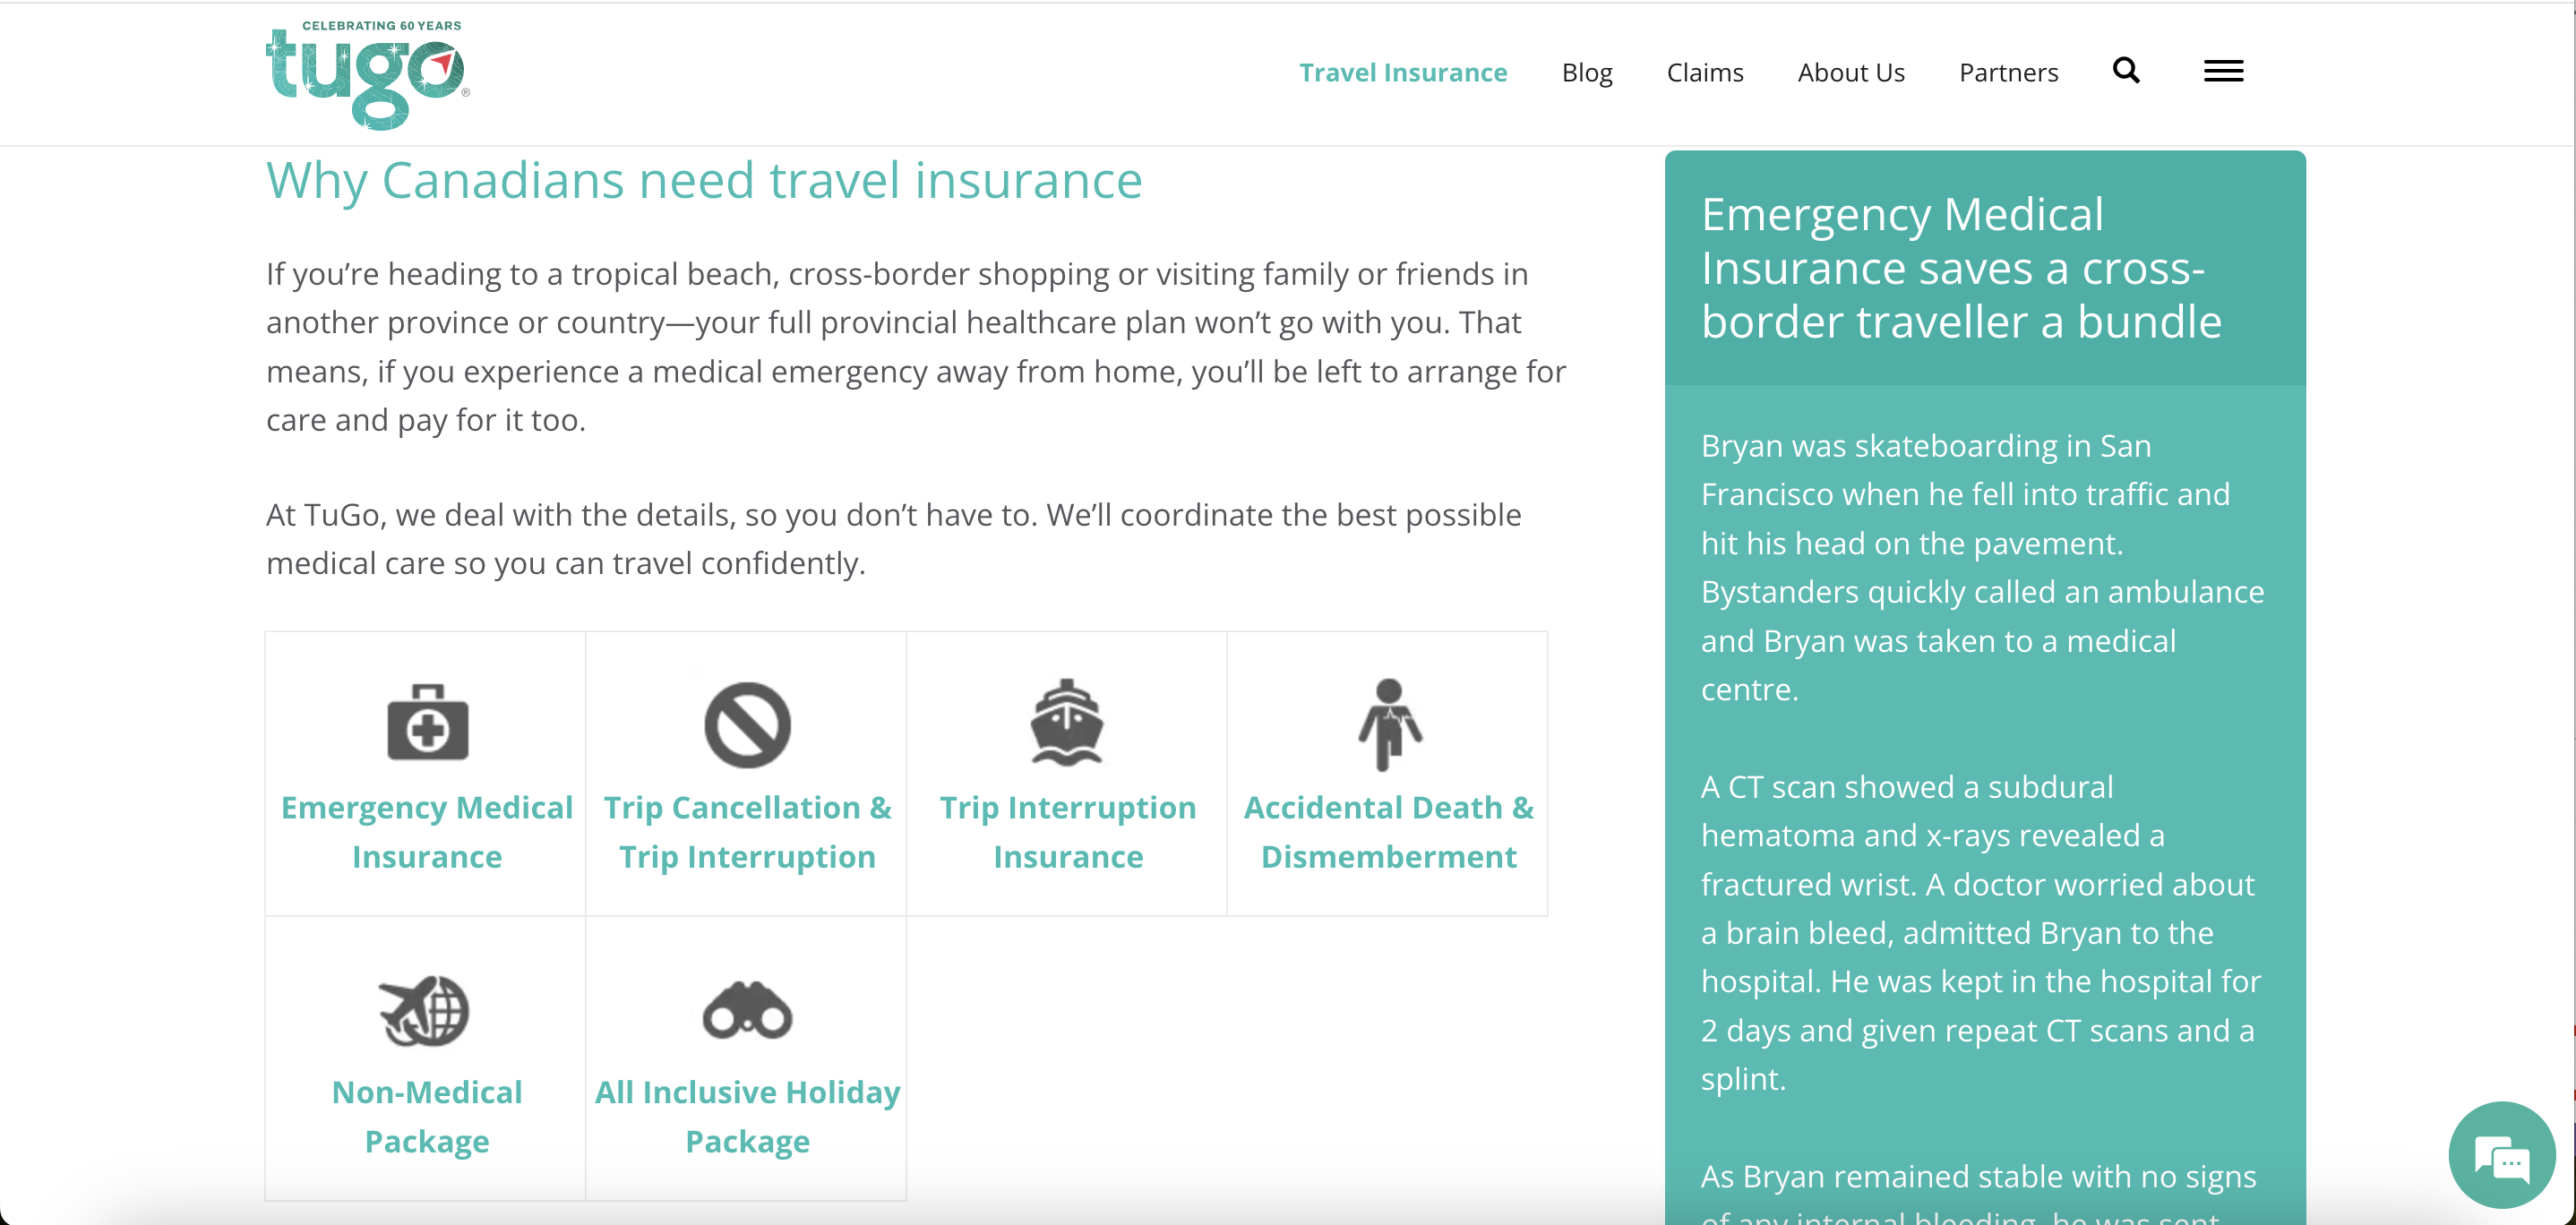 CELEBRATING 60 YEARS
tugo®
Travel Insurance
Blog
Claims
About Us
Partners
Why Canadians need travel insurance
If you’re heading to a tropical beach, cross-border shopping or visiting family or friends in
another province or country—your full provincial healthcare plan won’t go with you. That
means, if you experience a medical emergency away from home, you’ll be left to arrange for
care and pay for it too.
At TuGo, we deal with the details, so you don’t have to. We’ll coordinate the best possible
medical care so you can travel confidently.
Emergency Medical
Insurance
Trip Cancellation &
Trip Interruption
Trip Interruption
Insurance
Accidental Death &
Dismemberment
Non-Medical
Package
All Inclusive Holiday
Package
Emergency Medical
Insurance saves a cross-
border traveller a bundle
Bryan was skateboarding in San
Francisco when he fell into traffic and
hit his head on the pavement.
Bystanders quickly called an ambulance
and Bryan was taken to a medical
centre.
A CT scan showed a subdural
hematoma and x-rays revealed a
fractured wrist. A doctor worried about
a brain bleed, admitted Bryan to the
hospital. He was kept in the hospital for
2 days and given repeat CT scans and a
splint.
As Bryan remained stable with no signs
of any internal bleeding, he was sent